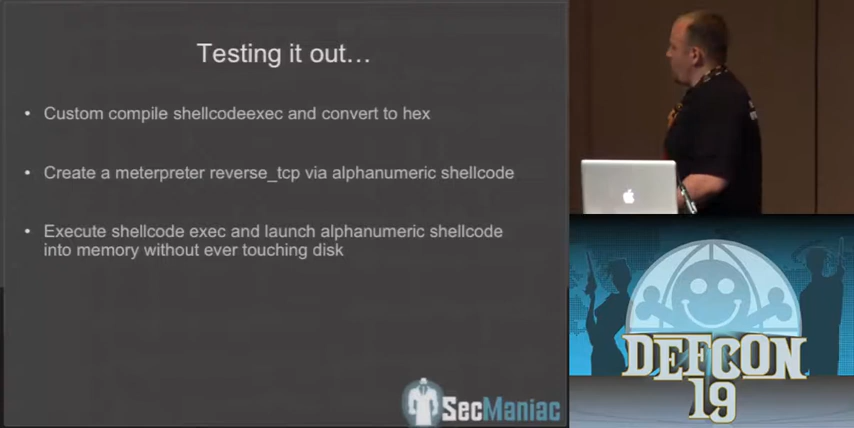 Testing it out…
• Custom compile shellcodeexec and convert to hex
• Create a meterpreter reverse_tcp via alphanumeric shellcode
• Execute shellcode exec and launch alphanumeric shellcode
into memory without ever touching disk
SecManiac
DEFCON
19